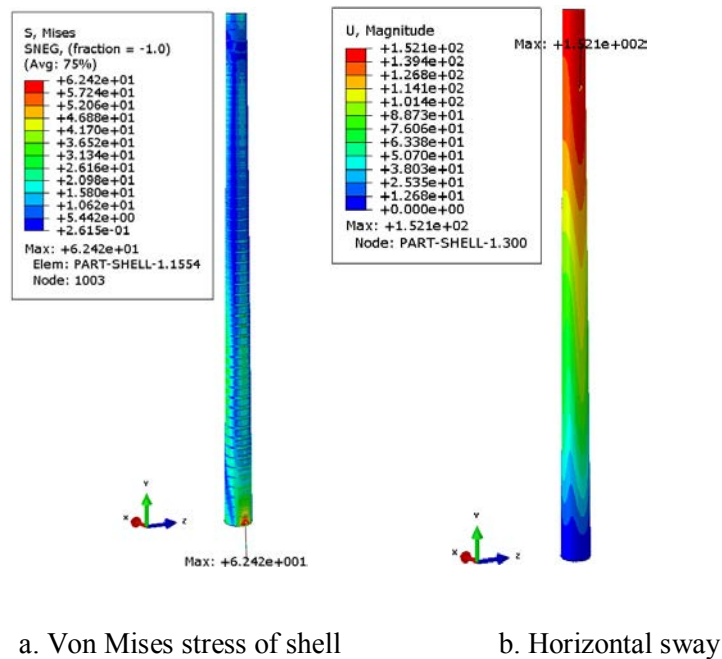 S, Mises
SNEG, (fraction = -1.0)
(Avg: 75%)
+6.242e+01
+5.724e+01
+5.206e+01
+4.688e+01
+4.170e+01
+3.652e+01
+3.134e+01
+2.616e+01
+2.098e+01
+1.580e+01
+1.062e+01
+5.442e+00
+2.615e-01
Max: +6.242e+01
Elem: PART-SHELL-1.1554
Node: 1003
Y
X
Z
Max: +6.242e+001
U, Magnitude
+1.521e+02
+1.394e+02
+1.268e+02
+1.141e+02
+1.014e+02
+8.873e+01
+7.606e+01
+6.338e+01
+5.070e+01
+3.803e+01
+2.535e+01
+1.268e+01
+0.000e+00
Max: +1.521e+02
Node: PART-SHELL-1.300
Max: +1.521e+002
Y
X
Z
a. Von Mises stress of shell
b. Horizontal sway